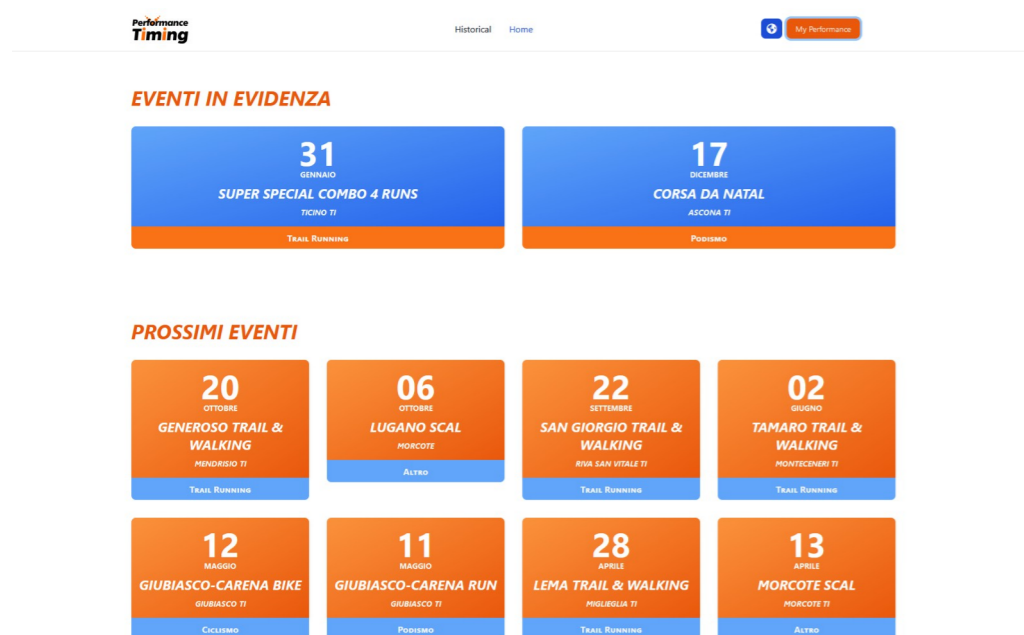 Performance
Timing
Historical
Home
My Performance
EVENTI IN EVIDENZA
31
GENNAIO
SUPER SPECIAL COMBO 4 RUNS
TICINO TI
Trail Running
17
DICEMBRE
CORSA DA NATAL
ASCONA TI
Podismo
PROSSIMI EVENTI
20
OTTOBRE
GENEROSO TRAIL &
WALKING
MENDRISIO TI
Trail Running
06
OTTOBRE
LUGANO SCAL
MORCOTE
Altro
22
SETTEMBRE
SAN GIORGIO TRAIL &
WALKING
RIVA SAN VITALE TI
Trail Running
02
GIUGNO
TAMARO TRAIL &
WALKING
MONTECENERI TI
Trail Running
12
MAGGIO
GIUBIASCO-CARENA BIKE
GIUBIASCO TI
Ciclismo
11
MAGGIO
GIUBIASCO-CARENA RUN
GIUBIASCO TI
Podismo
28
APRILE
LEMA TRAIL & WALKING
MIGLIEGLIA TI
Trail Running
13
APRILE
MORCOTE SCAL
MORCOTE TI
Altro